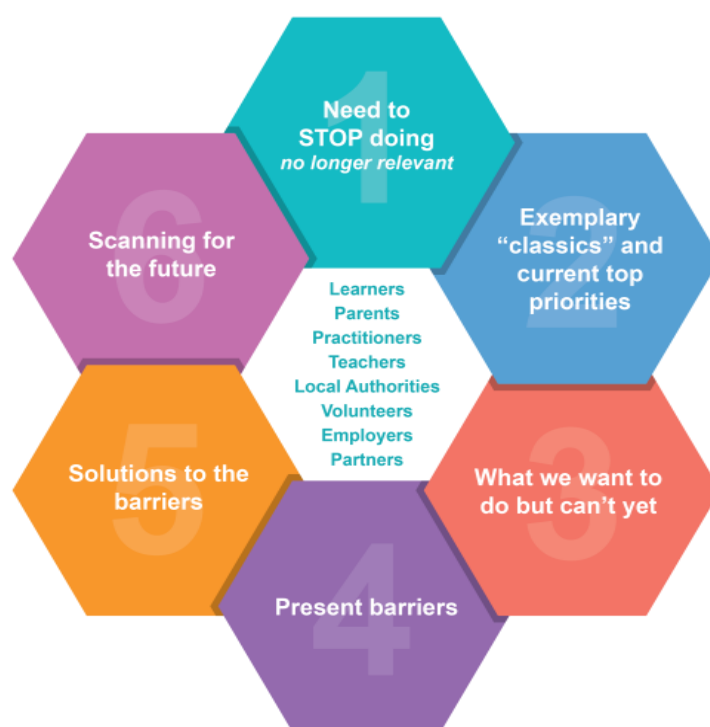 1
Need to
STOP doing
no longer relevant
2
Exemplary
“classics” and
current top
priorities
3
What we want to
do but can’t yet
4
Present barriers
5
Solutions to the
barriers
6
Scanning for
the future
Learners
Parents
Practitioners
Teachers
Local Authorities
Volunteers
Employers
Partners